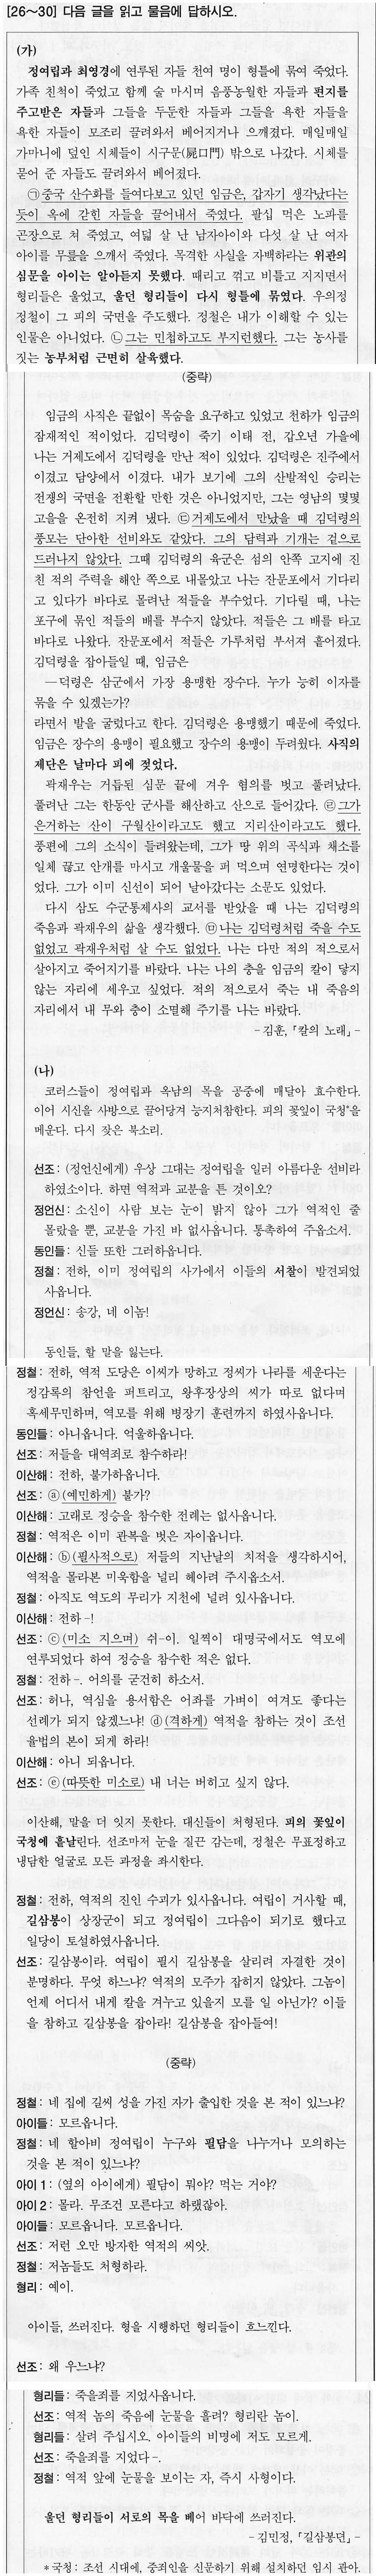 [26～30] 다음 글을 읽고 물음에 답하시오.
(가)
정여립과 최영경에 연루된 자들 천여 명이 형틀에 묶여 죽었다.
가족 친척이 죽었고 함께 술 마시며 음풍농월한 자들과 편지를
주고받은 자들과 그들을 두둔한 자들과 그들을 욕한 자들을
욕한 자들이 모조리 끌려와서 베어지거나 으깨졌다. 매일매일
가마니에 덮인 시체들이 시구문(屍口門) 밖으로 나갔다. 시체를
묻어 준 자들도 끌려와서 베어졌다.
㉠중국 산수화를 들여다보고 있던 임금은, 갑자기 생각났다는
듯이 옥에 갇힌 자들을 끌어내서 죽였다. 팔십 먹은 노파를
곤장으로 쳐 죽였고, 여덟 살 난 남자아이와 다섯 살 난 여자
아이를 무릎을 으깨서 죽였다. 목격한 사실을 자백하라는 위관의
심문을 아이는 알아듣지 못했다. 때리고 꺾고 비틀고 지지면서
형리들은 울었고, 울던 형리들이 다시 형틀에 묶였다. 우의정
정철이 그 피의 국면을 주도했다. 정철은 내가 이해할 수 있는
인물은 아니었다. ㉡그는 민첩하고도 부지런했다. 그는 농사를
짓는 농부처럼 근면히 살육했다.
(중략)
임금의 사직은 끝없이 목숨을 요구하고 있었고 천하가 임금의
잠재적인 적이었다. 김덕령이 죽기 이태 전, 갑오년 가을에
나는 거제도에서 김덕령을 만난 적이 있었다. 김덕령은 진주에서
이겼고 담양에서 이겼다. 내가 보기에 그의 산발적인 승리는
전쟁의 국면을 전환할 만한 것은 아니었지만, 그는 영남의 몇몇
고을을 온전히 지켜 냈다. ㉢거제도에서 만났을 때 김덕령의
풍모는 단아한 선비와도 같았다. 그의 담력과 기개는 겉으로
드러나지 않았다. 그때 김덕령의 육군은 섬의 안쪽 고지에 진
친 적의 주력을 해안 쪽으로 내몰았고 나는 잔문포에서 기다리
고 있다가 바다로 몰려난 적들을 부수었다. 기다릴 때, 나는
포구에 묶인 적들의 배를 부수지 않았다. 적들은 그 배를 타고
바다로 나왔다. 잔문포에서 적들은 가루처럼 부서져 흩어졌다.
김덕령을 잡아들일 때, 임금은
― 덕령은 삼군에서 가장 용맹한 장수다. 누가 능히 이자를
묶을 수 있겠는가?
라면서 발을 굴렀다고 한다. 김덕령은 용맹했기 때문에 죽었다.
임금은 장수의 용맹이 필요했고 장수의 용맹이 두려웠다. 사직의
제단은 날마다 피에 젖었다.
곽재우는 거듭된 심문 끝에 겨우 혐의를 벗고 풀려났다.
풀려난 그는 한동안 군사를 해산하고 산으로 들어갔다. ㉣그가
은거하는 산이 구월산이라고도 했고 지리산이라고도 했다.
풍편에 그의 소식이 들려왔는데, 그가 땅 위의 곡식과 채소를
일체 끊고 안개를 마시고 개울물을 퍼 먹으며 연명한다는 것이
었다. 그가 이미 신선이 되어 날아갔다는 소문도 있었다.
다시 삼도 수군통제사의 교서를 받았을 때 나는 김덕령의
죽음과 곽재우의 삶을 생각했다. ㉤나는 김덕령처럼 죽을 수도
없었고 곽재우처럼 살 수도 없었다. 나는 다만 적의 적으로서
살아지고 죽어지기를 바랐다. 나는 나의 충을 임금의 칼이 닿지
않는 자리에 세우고 싶었다. 적의 적으로서 죽는 내 죽음의
자리에서 내 무와 충이 소멸해 주기를 나는 바랐다.
- 김훈, 「칼의 노래」 -
(나)
코러스들이 정여립과 옥남의 목을 공중에 매달아 효수한다.
이어 시신을 사방으로 끌어당겨 능지처참한다. 피의 꽃잎이 국청*을
메운다. 다시 잦은 북소리.
선조: (정언신에게) 우상 그대는 정여립을 일러 아름다운 선비라
하였소이다. 하면 역적과 교분을 튼 것이오?
정언신: 소신이 사람 보는 눈이 밝지 않아 그가 역적인 줄
몰랐을 뿐, 교분을 가진 바 없사옵니다. 통촉하여 주옵소서.
동인들: 신들 또한 그러하옵니다.
정철: 전하, 이미 정여립의 사가에서 이들의 서찰이 발견되었
사옵니다.
정언신: 송강, 네 이놈!
동인들, 할 말을 잃는다.
정철: 전하, 역적 도당은 이씨가 망하고 정씨가 나라를 세운다는
정감록의 참언을 퍼트리고, 왕후장상의 씨가 따로 없다며
혹세무민하며, 역모를 위해 병장기 훈련까지 하였사옵니다.
동인들: 아니옵니다. 억울하옵니다.
선조: 저들을 대역죄로 참수하라!
이산해: 전하, 불가하옵니다.
선조: ⓐ(예민하게) 불가?
이산해: 고래로 정승을 참수한 전례는 없사옵니다.
정철: 역적은 이미 관복을 벗은 자이옵니다.
이산해: ⓑ(필사적으로) 저들의 지난날의 치적을 생각하시어,
역적을 몰라본 미욱함을 널리 헤아려 주시옵소서.
정철: 아직도 역도의 무리가 지천에 널려 있사옵니다.
이산해: 전하 -!
선조: ⓒ(미소 지으며) 쉬-이. 일찍이 대명국에서도 역모에
연루되었다 하여 정승을 참수한 적은 없다.
정철: 전하 -. 어의를 굳건히 하소서.
선조: 허나, 역심을 용서함은 어좌를 가벼이 여겨도 좋다는
선례가 되지 않겠느냐! ⓓ(격하게) 역적을 참하는 것이 조선
율법의 본이 되게 하라!
이산해: 아니 되옵니다.
선조: ⓔ(따뜻한 미소로) 내 너는 버히고 싶지 않다.
이산해, 말을 더 잇지 못한다. 대신들이 처형된다. 피의 꽃잎이
국청에 흩날린다. 선조마저 눈을 질끈 감는데, 정철은 무표정하고
냉담한 얼굴로 모든 과정을 좌시한다.
정철: 전하, 역적의 진인 수괴가 있사옵니다. 여립이 거사할 때,
길삼봉이 상장군이 되고 정여립이 그다음이 되기로 했다고
일당이 토설하였사옵니다.
선조: 길삼봉이라. 여립이 필시 길삼봉을 살리려 자결한 것이
분명하다. 무엇 하느냐? 역적의 모주가 잡히지 않았다. 그놈이
언제 어디서 내게 칼을 겨누고 있을지 모를 일 아닌가? 이들
을 참하고 길삼봉을 잡아라! 길삼봉을 잡아들여!
(중략)
정철: 네 집에 길씨 성을 가진 자가 출입한 것을 본 적이 있느냐?
아이들: 모르옵니다.
정철: 네 할아비 정여립이 누구와 필담을 나누거나 모의하는
것을 본 적이 있느냐?
아이 1: (옆의 아이에게) 필담이 뭐야? 먹는 거야?
아이 2: 몰라. 무조건 모른다고 하랬잖아.
아이들: 모르옵니다. 모르옵니다.
선조: 저런 오만 방자한 역적의 씨앗.
정철: 저놈들도 처형하라.
형리: 예이.
아이들, 쓰러진다. 형을 시행하던 형리들이 흐느낀다.
선조: 왜 우느냐?
형리들: 죽을죄를 지었사옵니다.
선조: 역적 놈의 죽음에 눈물을 흘려? 형리란 놈이.
형리들: 살려 주십시오. 아이들의 비명에 저도 모르게.
선조: 죽을죄를 지었다 -.
정철: 역적 앞에 눈물을 보이는 자, 즉시 사형이다.
울던 형리들이 서로의 목을 베어 바닥에 쓰러진다.
- 김민정, 「길삼봉뎐」 -
* 국청: 조선 시대에, 중죄인을 신문하기 위해 설치하던 임시 관아.